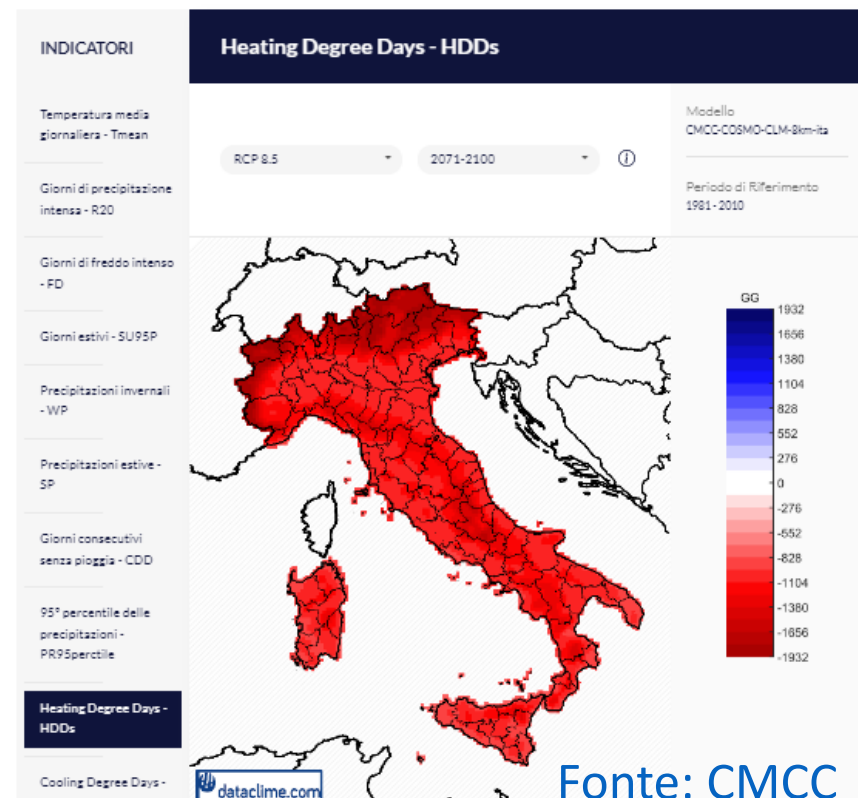 INDICATORI
Heating Degree Days - HDDs
Temperatura media
giornaliera - Tmean
Giorni di precipitazione
intensa - R20
Giorni di freddo intenso
- FD
Giorni estivi - SU95P
Precipitazioni invernali
- WP
Precipitazioni estive -
SP
Giorni consecutivi
senza pioggia - CDD
95° percentile delle
precipitazioni -
PR95perctile
Heating Degree Days -
HDDs
Cooling Degree Days -
RCP 8.5
2071-2100
i
Modello
CMCC-COSMO-CLM-8km-ita
Periodo di Riferimento
1981 - 2010
GG
1932
1656
1380
1104
828
552
276
0
-276
-552
-828
-1104
-1380
-1656
-1932
dataclime.com
Fonte: CMCC